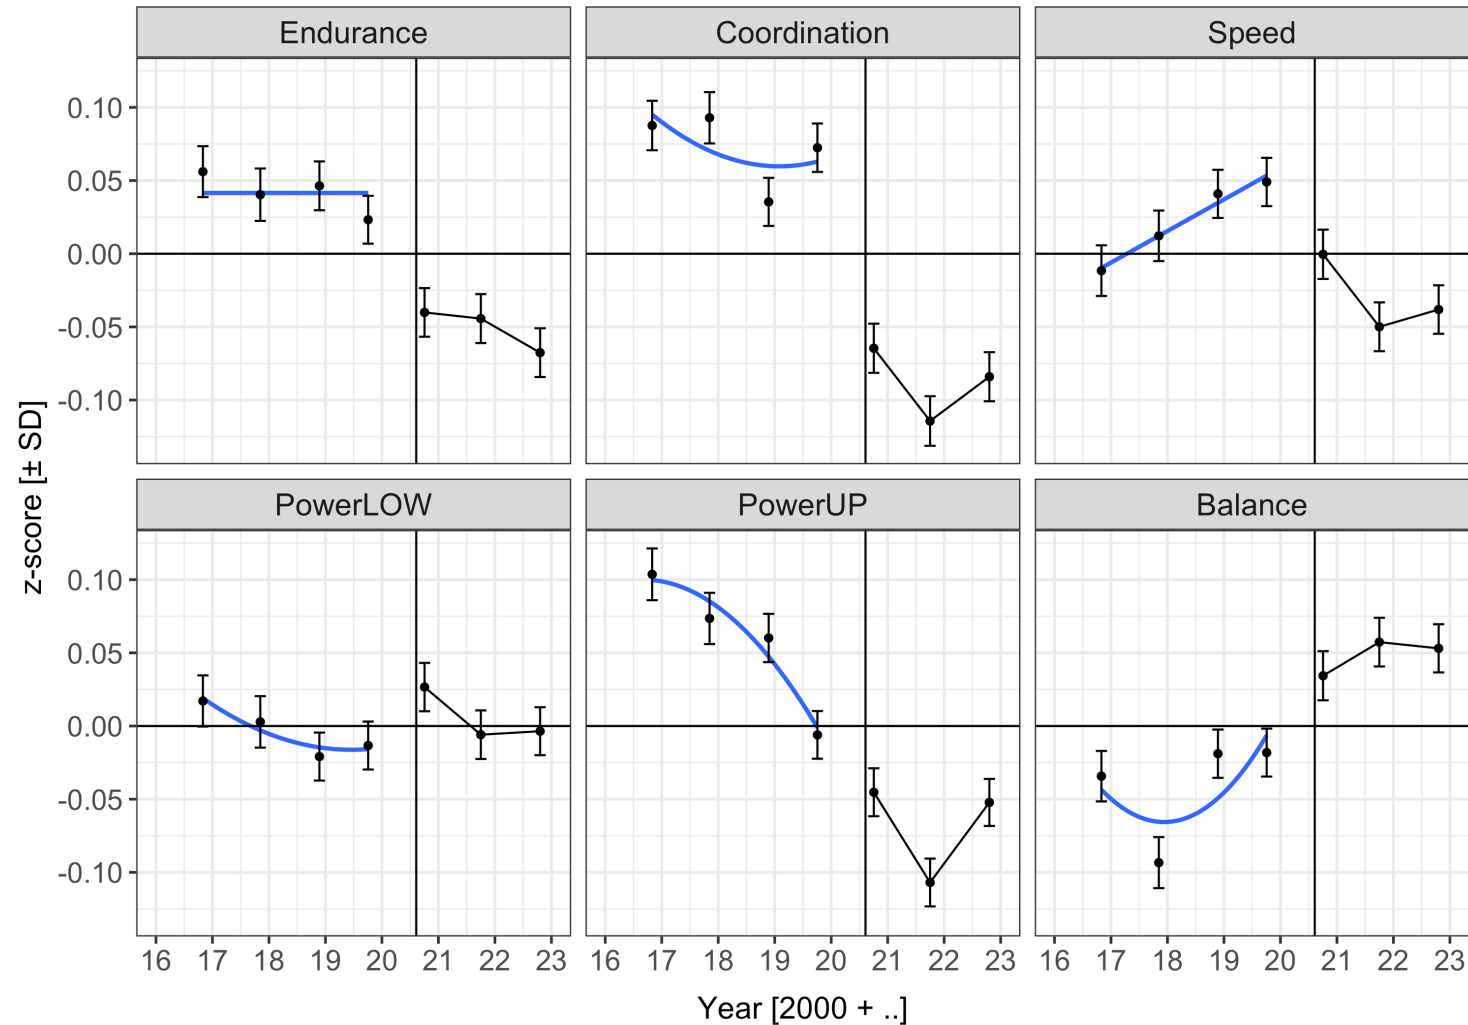 Endurance Coordination Speed
0.10
0.05
0.00
-0.05
-0.10
z-score [± SD]
PowerLOW PowerUP Balance
0.10
0.05
0.00
-0.05
-0.10
16 17 18 19 20 21 22 23 16 17 18 19 20 21 22 23 16 17 18 19 20 21 22 23
Year [2000 + ..]